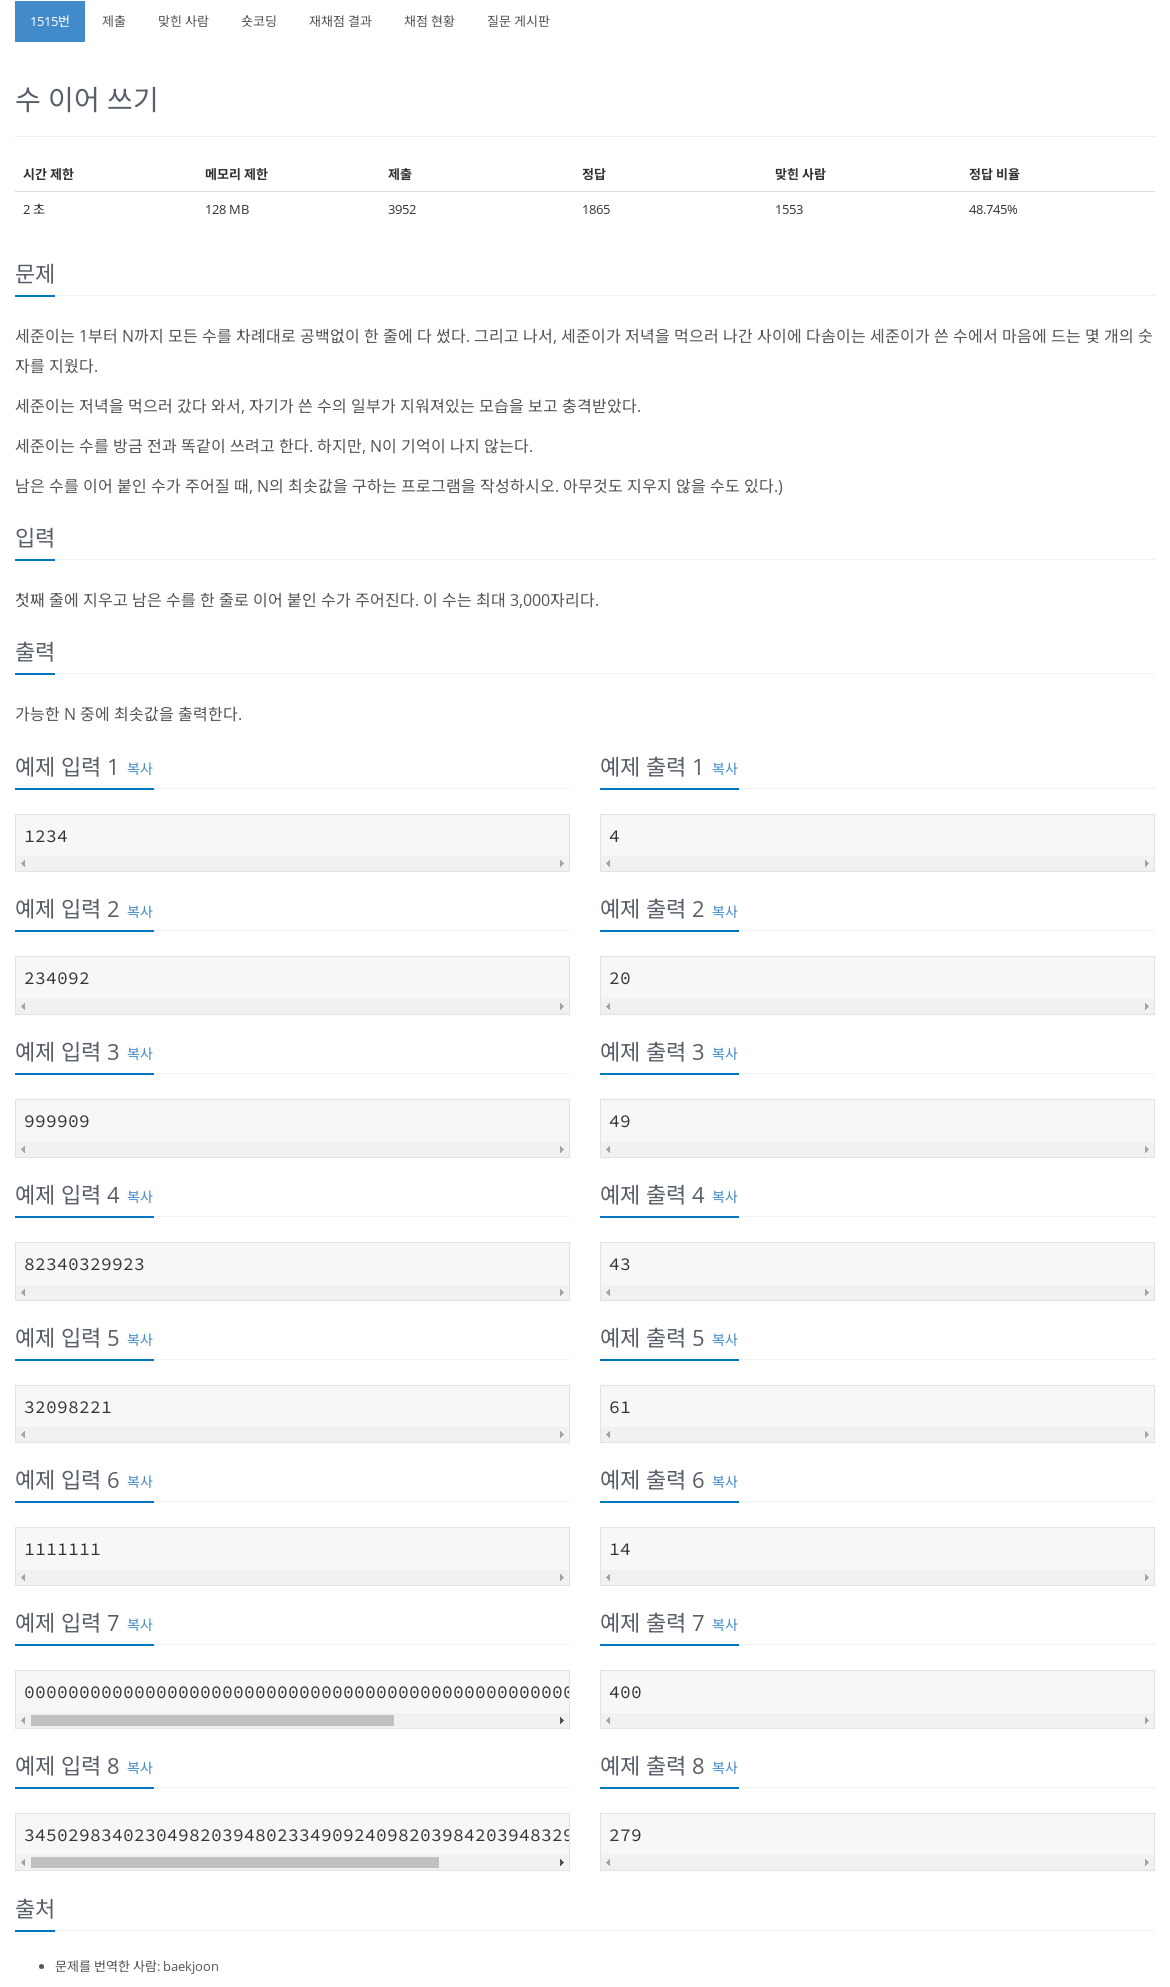 1515번 제출 맞힌 사람 숏코딩 재채점 결과 채점 현황 질문 게시판
수 이어 쓰기
시간 제한 메모리 제한 제출 정답 맞힌 사람 정답 비율
2 초 128 MB 3952 1865 1553 48.745%
문제
세준이는 1부터 N까지 모든 수를 차례대로 공백없이 한 줄에 다 썼다. 그리고 나서, 세준이가 저녁을 먹으러 나간 사이에 다솜이는 세준이가 쓴 수에서 마음에 드는 몇 개의 숫
자를 지웠다.
세준이는 저녁을 먹으러 갔다 와서, 자기가 쓴 수의 일부가 지워져있는 모습을 보고 충격받았다.
세준이는 수를 방금 전과 똑같이 쓰려고 한다. 하지만, N이 기억이 나지 않는다.
남은 수를 이어 붙인 수가 주어질 때, N의 최솟값을 구하는 프로그램을 작성하시오. 아무것도 지우지 않을 수도 있다.)
입력
첫째 줄에 지우고 남은 수를 한 줄로 이어 붙인 수가 주어진다. 이 수는 최대 3,000자리다.
출력
가능한 N 중에 최솟값을 출력한다.
예제 입력 1 복사 예제 출력 1 복사
1234 4
예제 입력 2 복사 예제 출력 2 복사
234092 20
예제 입력 3 복사 예제 출력 3 복사
999909 49
예제 입력 4 복사 예제 출력 4 복사
82340329923 43
예제 입력 5 복사 예제 출력 5 복사
32098221 61
예제 입력 6 복사 예제 출력 6 복사
1111111 14
예제 입력 7 복사 예제 출력 7 복사
00000000000000000000000000000000000000000000000000 400
예제 입력 8 복사 예제 출력 8 복사
34502983402304982039480233490924098203984203948329 279
출처
문제를 번역한 사람: baekjoon